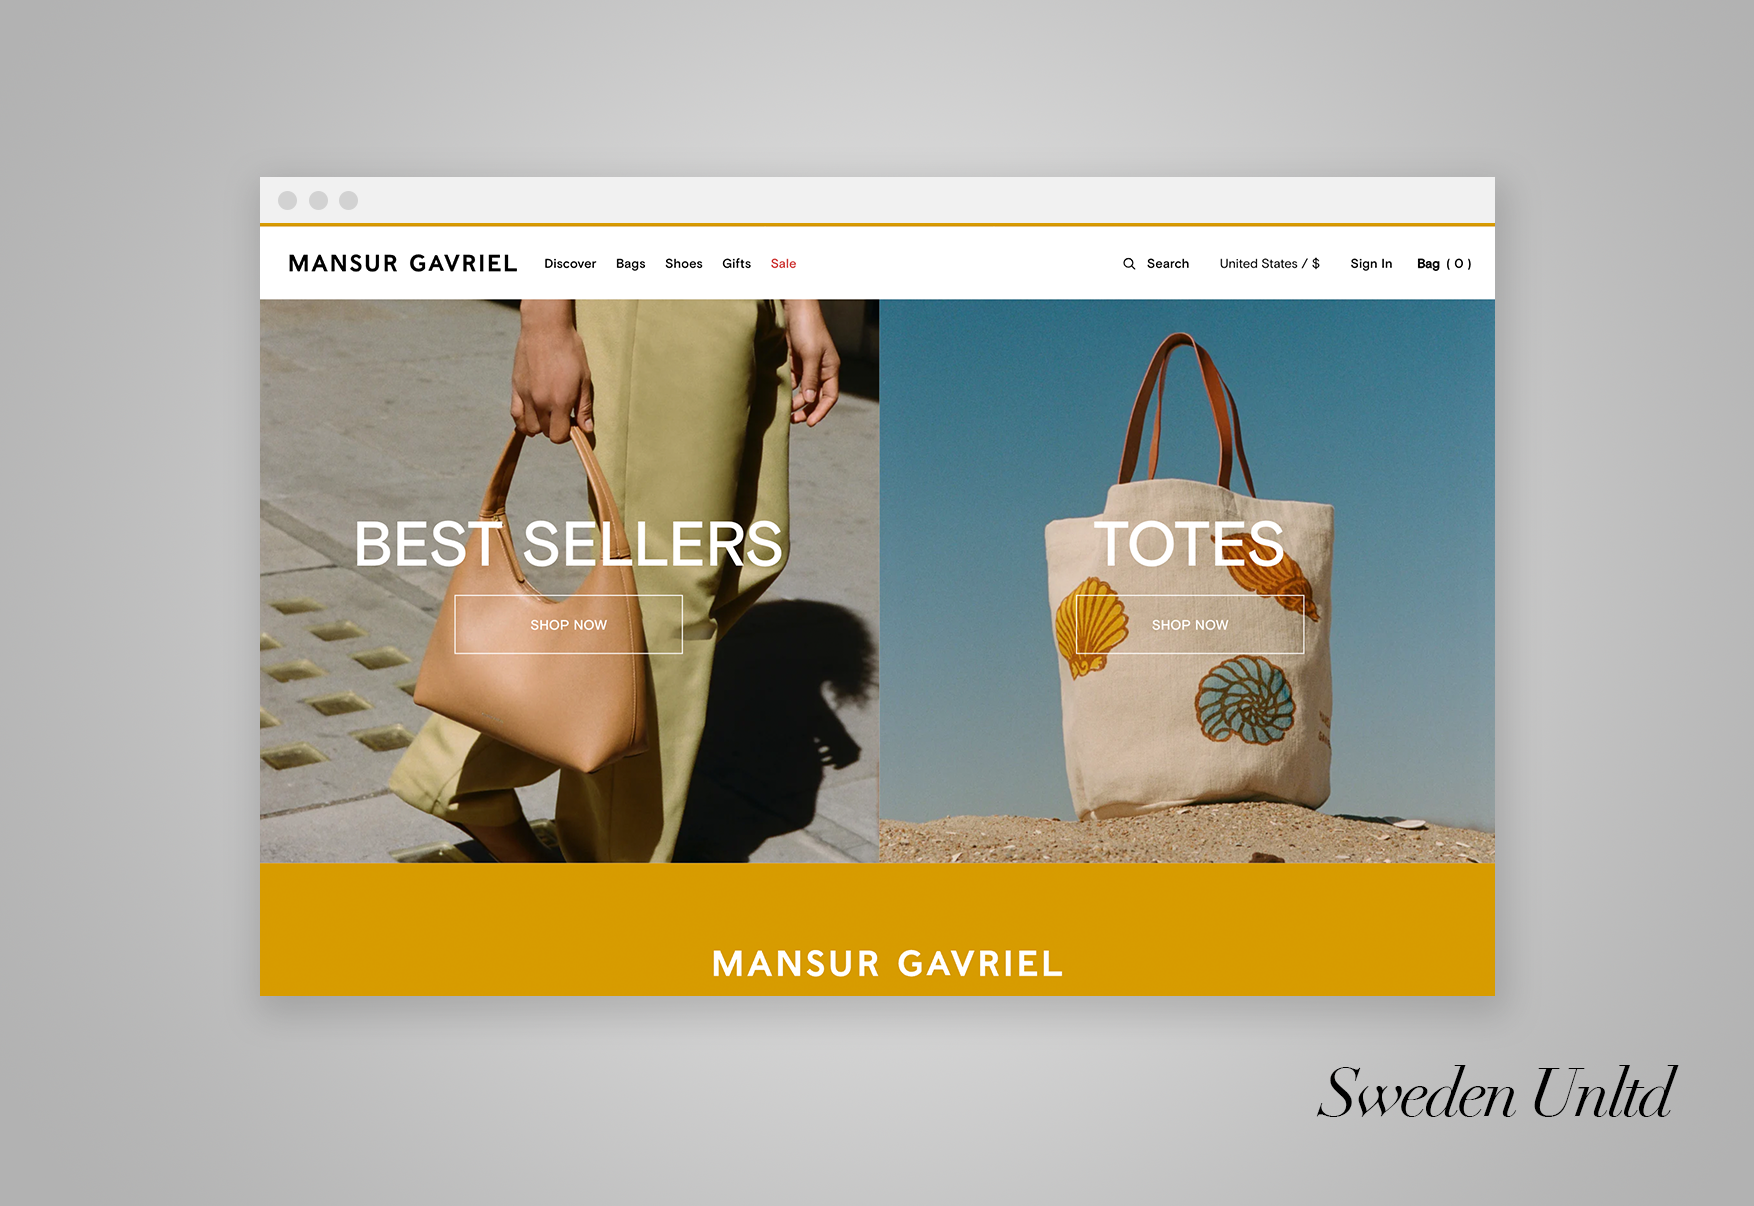 MANSUR GAVRIEL Discover Bags Shoes Gifts Sale Search United States / $ Sign In Bag ( 0 )
BEST SELLERS
SHOP NOW
TOTES
SHOP NOW
MANSUR GAVRIEL
Sweden Unltd